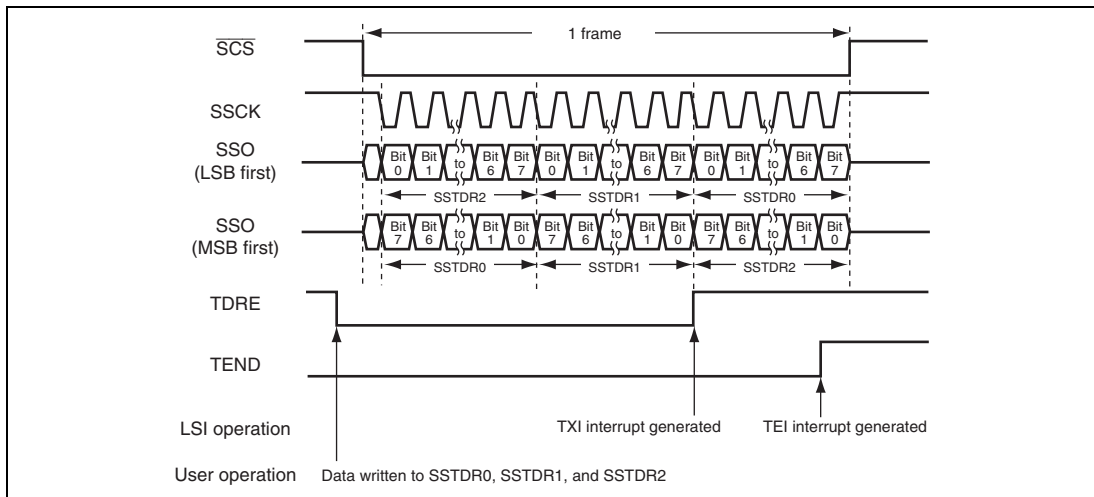 SCS
1 frame
SSCK
SSO
(LSB first)
Bit 0 Bit 1 to Bit 6 Bit 7 Bit 0 Bit 1 to Bit 6 Bit 7 Bit 0 Bit 1 to Bit 6 Bit 7
SSTDR2 SSTDR1 SSTDR0
SSO
(MSB first)
Bit 7 Bit 6 to Bit 1 Bit 0 Bit 7 Bit 6 to Bit 1 Bit 0 Bit 7 Bit 6 to Bit 1 Bit 0
SSTDR0 SSTDR1 SSTDR2
TDRE
TEND
LSI operation TXI interrupt generated TEI interrupt generated
User operation Data written to SSTDR0, SSTDR1, and SSTDR2